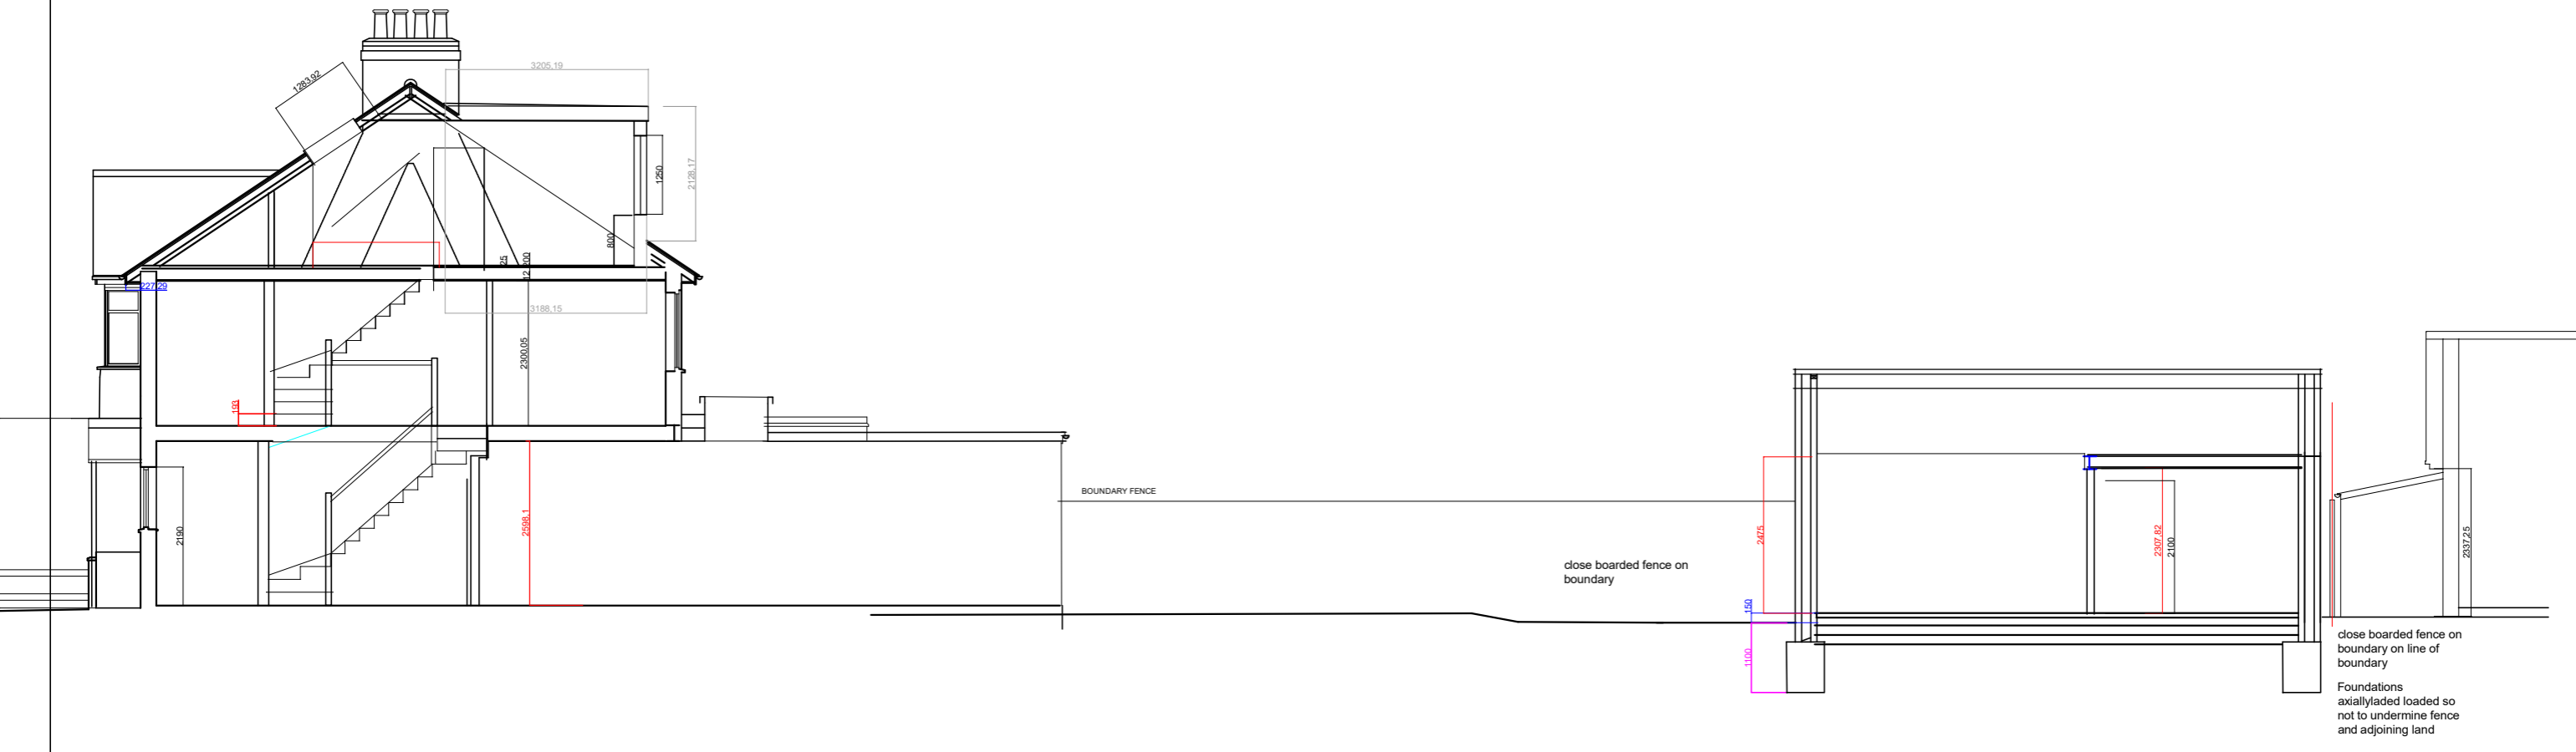 3205.19
1283.92
1250
2128.17
800
25
12.200
227.29
3188.15
2300.05
193
2190
2598.1
BOUNDARY FENCE
close boarded fence on
boundary
2475
150
1100
2307.82
2100
2337.25
close boarded fence on
boundary on line of
boundary
Foundations
axiallyladed loaded so
not to undermine fence
and adjoining land